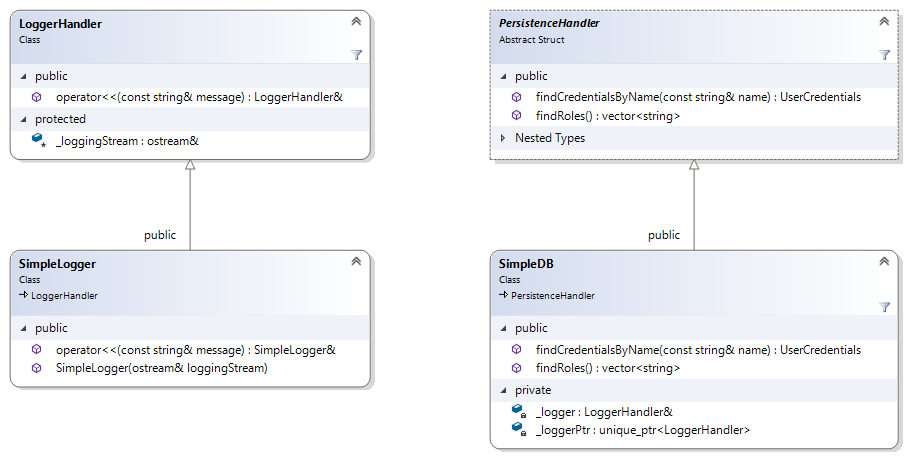 LoggerHandler
Class
public
operator<<(const string& message) : LoggerHandler&
protected
_loggingStream : ostream&
PersistenceHandler
Abstract Struct
public
findCredentialsByName(const string& name) : UserCredentials
findRoles() : vector<string>
Nested Types
public
public
SimpleLogger
Class
LoggerHandler
public
operator<<(const string& message) : SimpleLogger&
SimpleLogger(ostream& loggingStream)
SimpleDB
Class
PersistenceHandler
public
findCredentialsByName(const string& name) : UserCredentials
findRoles() : vector<string>
private
_logger : LoggerHandler&
_loggerPtr : unique_ptr<LoggerHandler>